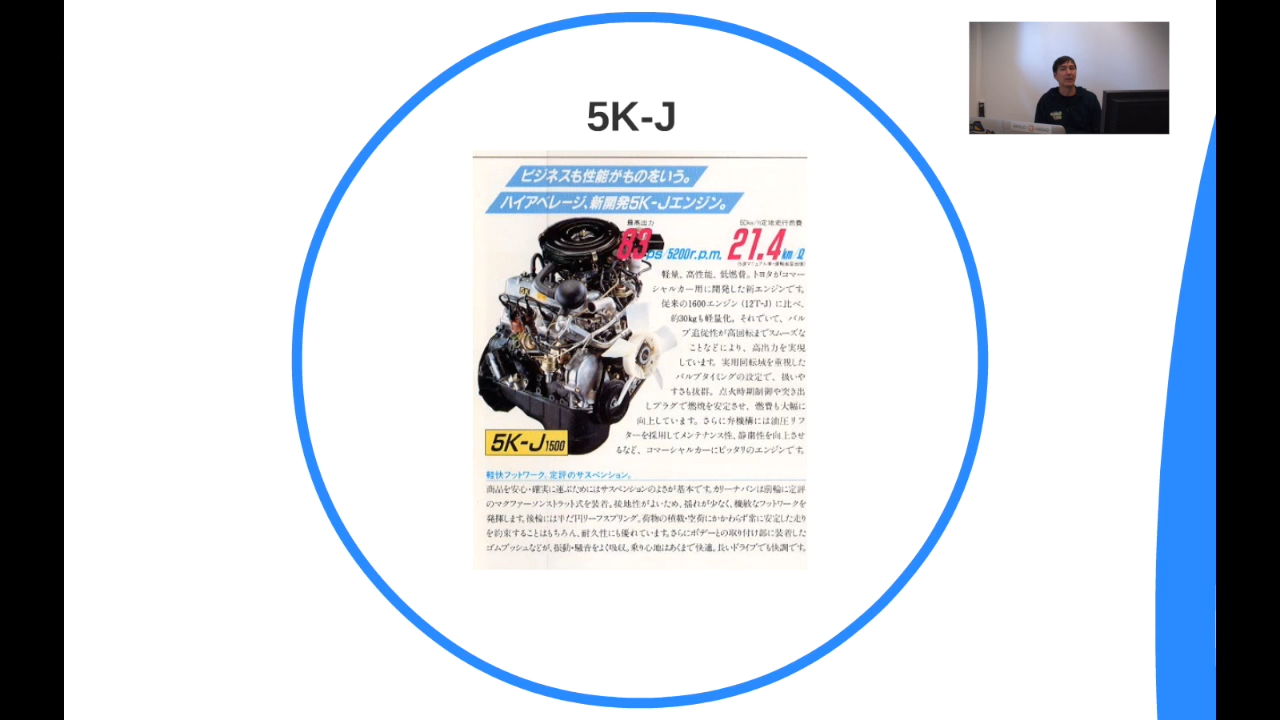 5K-J
ビジネスも性能がものをいう。
ハイアベレージ、新開発5K-Jエンジン。
最高出力
60km/h定地走行燃費
83ps 5200r.p.m. 21.4km/ℓ
軽量、高性能、低燃費。トヨタがコマー
シャルカー用に開発した新エンジンです。
従来の1600エンジン(12T-J)に比べ、
約30kgも軽量化。それでいて、バル
ブ追従性が高回転までスムーズな
ことなどにより、高出力を実現
しています。実用回転域を重視した
バルブタイミングの設定で、扱いや
すさも抜群。点火時期制御や突き出
しプラグで燃焼を安定させ、燃費も大幅に
向上しています。さらに弁機構には油圧リフ
ターを採用してメンテナンス性、静粛性を向上させ
るなど、コマーシャルカーにピッタリのエンジンです。
5K-J 1500
軽快フットワーク、定評のサスペンション。
商品を安心・確実に運ぶためにはサスペンションのよさが基本です。カリーナバンは前輪に定評
のマクファーソンストラット式を装着。接地性がよいため、揺れが少なく、機敏なフットワークを
発揮します。後輪には半だ円リーフスプリング。荷物の積載・空荷にかかわらず常に安定した走り
を約束することはもちろん、耐久性にも優れています。さらにボデーとの取り付け部に装着した
ゴムブッシュなどが、振動・騒音をよく吸収。乗り心地はあくまで快適。長いドライブでも快調です。